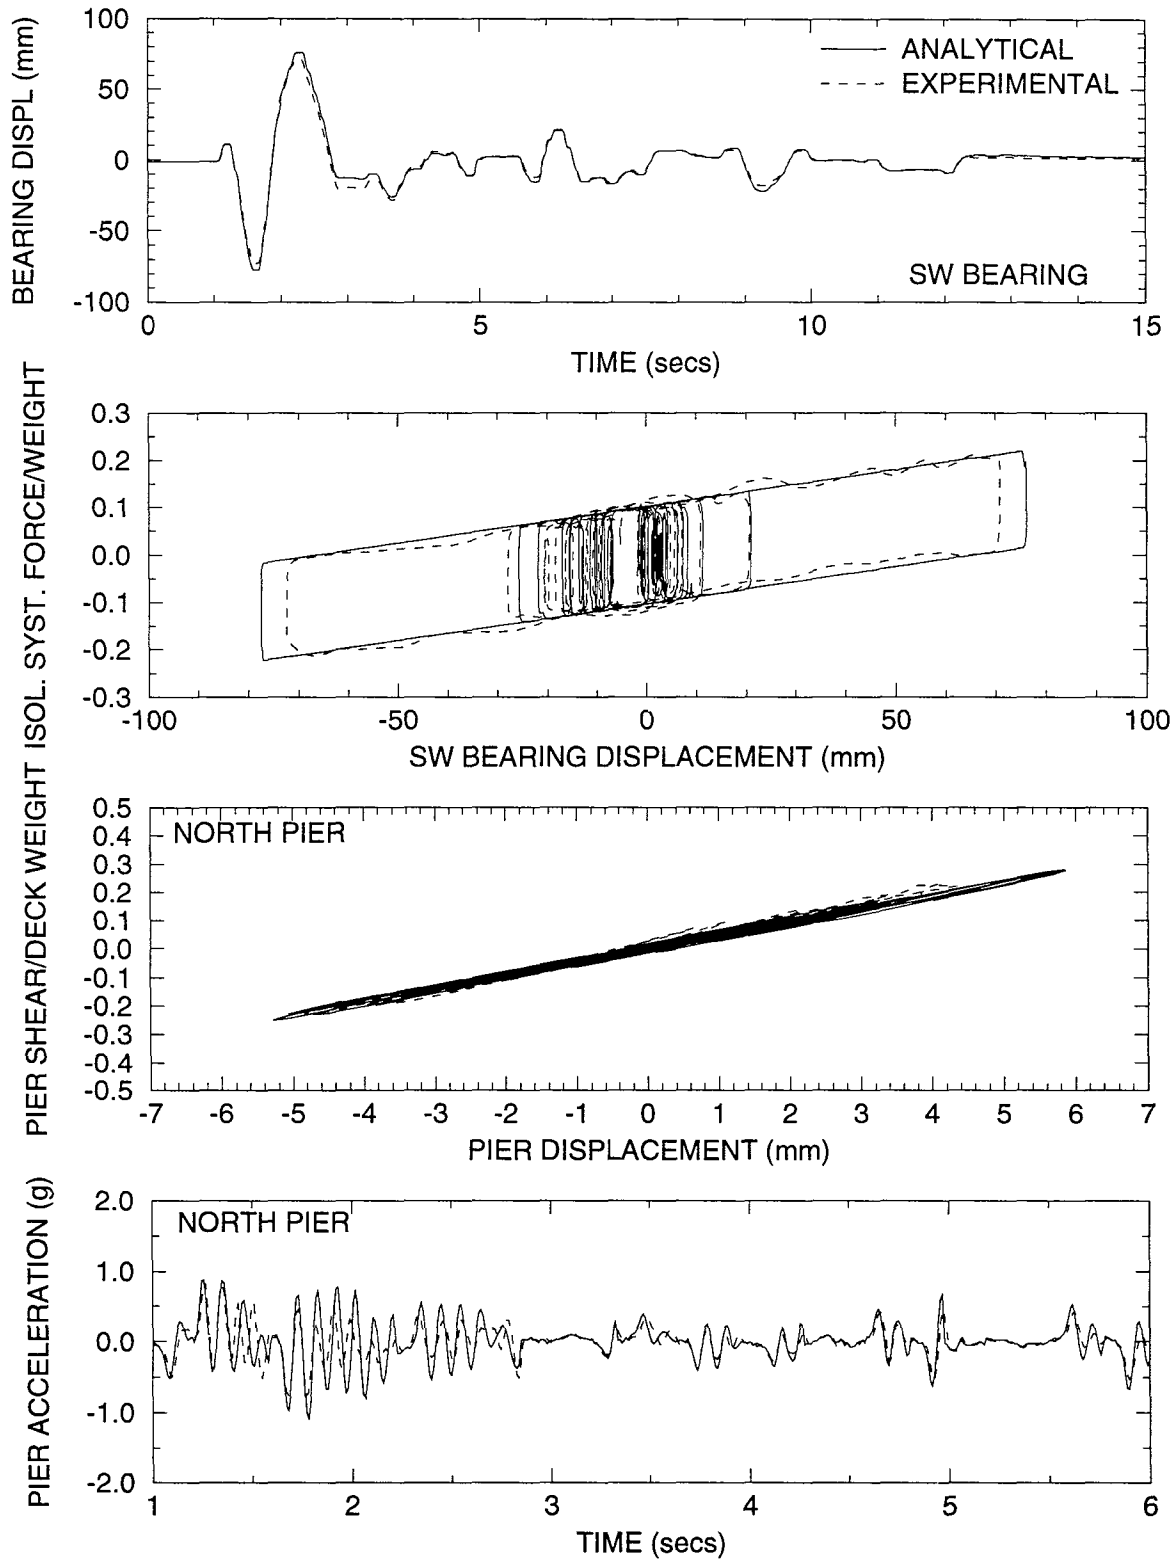 BEARING DISPL (mm)
100
50
0
-50
-100
ANALYTICAL
EXPERIMENTAL
SW BEARING
0 5 10 15
TIME (secs)
ISOL. SYST. FORCE/WEIGHT
0.3
0.2
0.1
0.0
-0.1
-0.2
-0.3
-100 -50 0 50 100
SW BEARING DISPLACEMENT (mm)
PIER SHEAR/DECK WEIGHT
0.5
0.4
0.3
0.2
0.1
0.0
-0.1
-0.2
-0.3
-0.4
-0.5
NORTH PIER
-7 -6 -5 -4 -3 -2 -1 0 1 2 3 4 5 6 7
PIER DISPLACEMENT (mm)
PIER ACCELERATION (g)
2.0
1.0
0.0
-1.0
-2.0
NORTH PIER
1 2 3 4 5 6
TIME (secs)